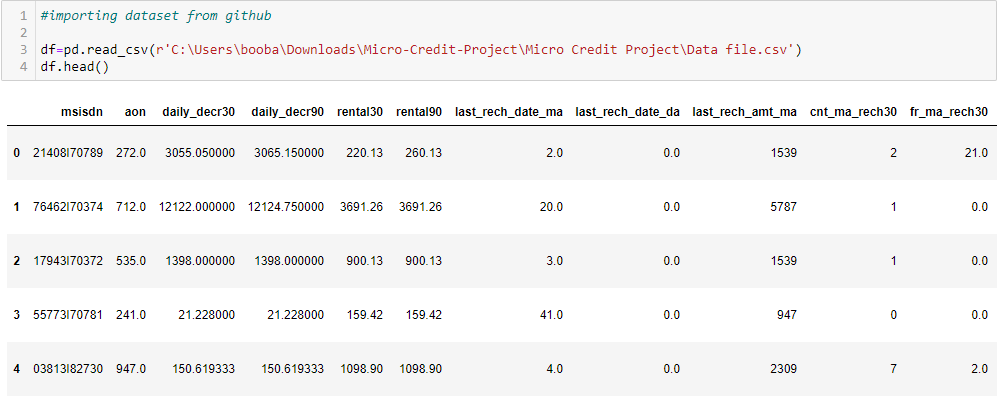 1 #importing dataset from github
2
3 df=pd.read_csv(r'C:\Users\booba\Downloads\Micro-Credit-Project\Micro Credit Project\Data file.csv')
4 df.head()
msisdn aon daily_decr30 daily_decr90 rental30 rental90 last_rech_date_ma last_rech_date_da last_rech_amt_ma cnt_ma_rech30 fr_ma_rech30
0 21408I70789 272.0 3055.050000 3065.150000 220.13 260.13 2.0 0.0 1539 2 21.0
1 76462I70374 712.0 12122.000000 12124.750000 3691.26 3691.26 20.0 0.0 5787 1 0.0
2 17943I70372 535.0 1398.000000 1398.000000 900.13 900.13 3.0 0.0 1539 1 0.0
3 55773I70781 241.0 21.228000 21.228000 159.42 159.42 41.0 0.0 947 0 0.0
4 03813I82730 947.0 150.619333 150.619333 1098.90 1098.90 4.0 0.0 2309 7 2.0